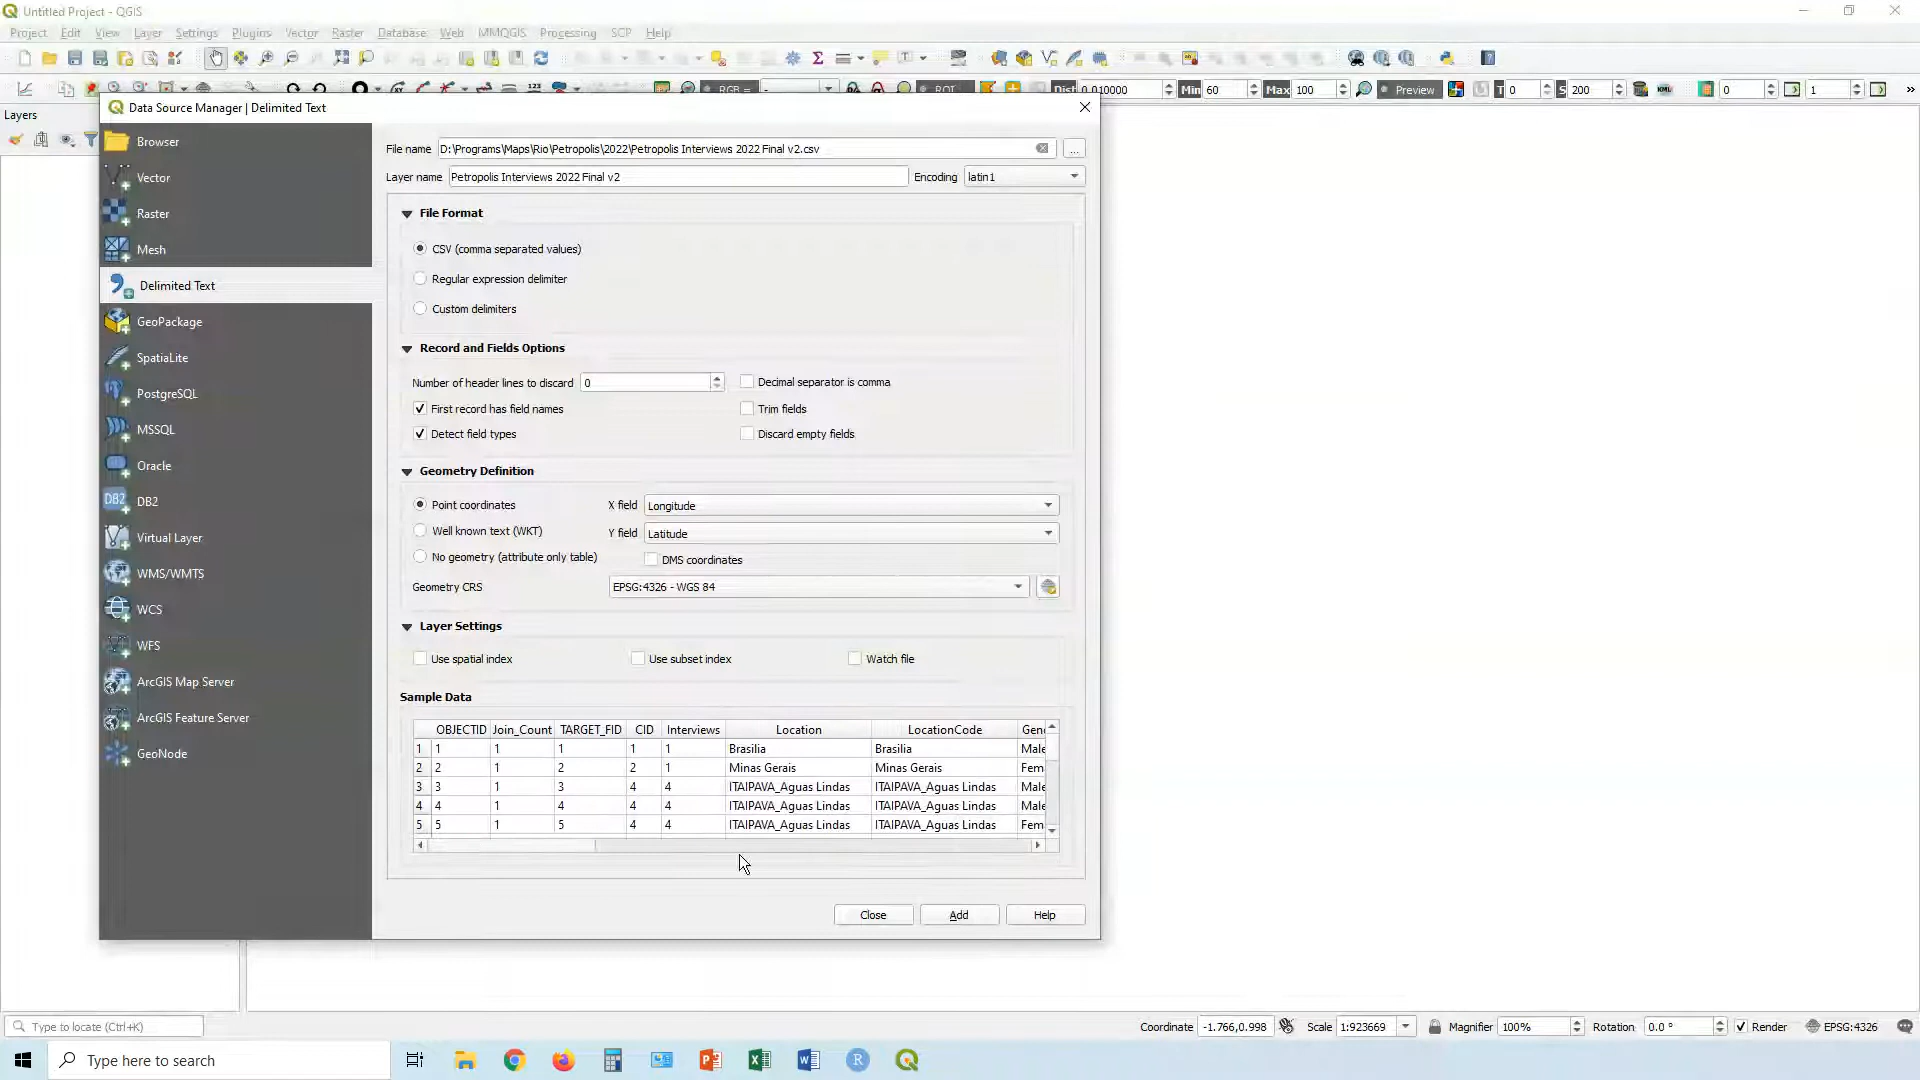 Untitled Project - QGIS
Project Edit View Layer Settings Plugins Vector Raster Database Web MMQGIS Processing SCP Help
RGB = - ROI Dist 0.010000 Min 60 Max 100 Preview T 0 S 200 0 1 »
Layers
Data Source Manager | Delimited Text
Browser
Vector
Raster
Mesh
Delimited Text
GeoPackage
SpatiaLite
PostgreSQL
MSSQL
Oracle
DB2 DB2
Virtual Layer
WMS/WMTS
WCS
WFS
ArcGIS Map Server
ArcGIS Feature Server
GeoNode
File name D:\Programs\Maps\Rio\Petropolis\2022\Petropolis Interviews 2022 Final v2.csv ...
Layer name Petropolis Interviews 2022 Final v2 Encoding latin1
File Format
CSV (comma separated values)
Regular expression delimiter
Custom delimiters
Record and Fields Options
Number of header lines to discard 0 Decimal separator is comma
First record has field names Trim fields
Detect field types Discard empty fields
Geometry Definition
Point coordinates X field Longitude
Well known text (WKT) Y field Latitude
No geometry (attribute only table) DMS coordinates
Geometry CRS EPSG:4326 - WGS 84
Layer Settings
Use spatial index Use subset index Watch file
Sample Data
OBJECTID Join_Count TARGET_FID CID Interviews Location LocationCode Gen
1 1 1 1 1 1 Brasilia Brasilia Male
2 2 1 2 2 1 Minas Gerais Minas Gerais Fem
3 3 1 3 4 4 ITAIPAVA_Aguas Lindas ITAIPAVA_Aguas Lindas Male
4 4 1 4 4 4 ITAIPAVA_Aguas Lindas ITAIPAVA_Aguas Lindas Male
5 5 1 5 4 4 ITAIPAVA_Aguas Lindas ITAIPAVA_Aguas Lindas Fem
Close Add Help
Type to locate (Ctrl+K) Coordinate -1.766,0.998 Scale 1:923669 Magnifier 100% Rotation 0.0 ° Render EPSG:4326
Type here to search